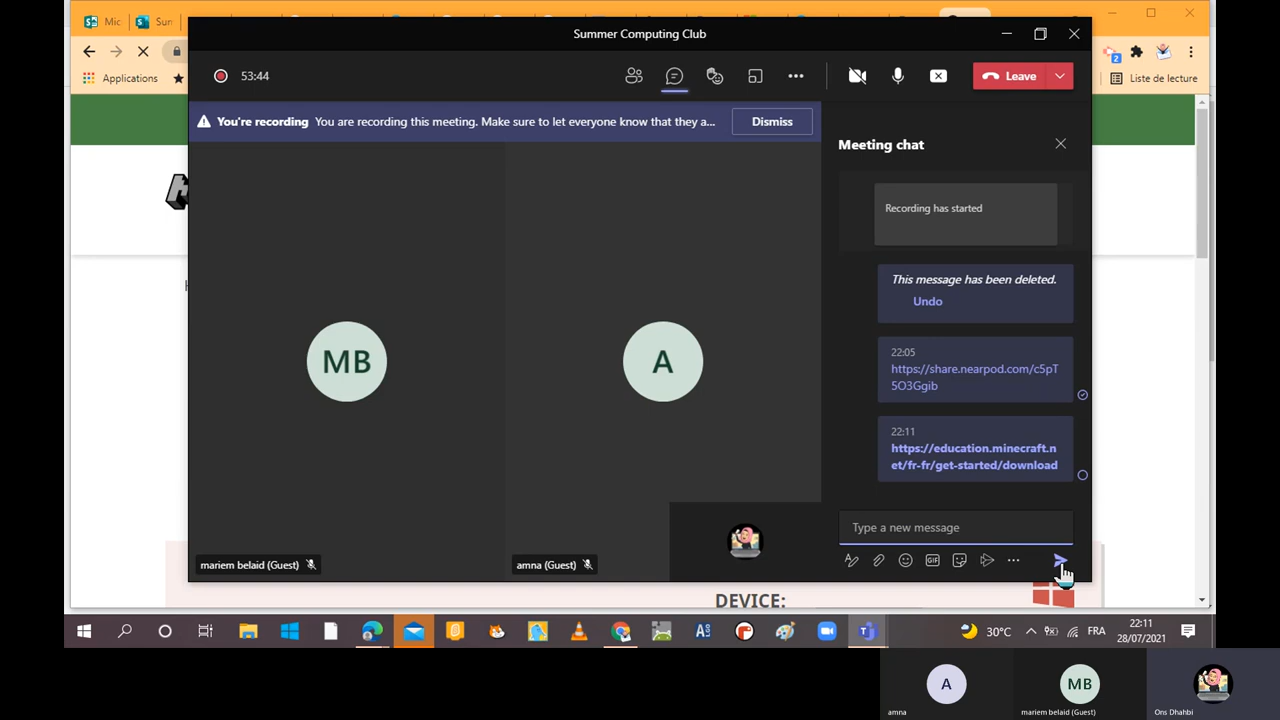 Mic
Sur
Summer Computing Club
Applications
Liste de lecture
2
53:44
Leave
You're recording You are recording this meeting. Make sure to let everyone know that they a...
Dismiss
Meeting chat
Recording has started
This message has been deleted.
Undo
22:05
https://share.nearpod.com/c5pT
5O3Ggib
22:11
https://education.minecraft.n
et/fr-fr/get-started/download
MB
A
Type a new message
GIF
mariem belaid (Guest)
amna (Guest)
DEVICE:
30°C
FRA
22:11
28/07/2021
A
MB
amna
mariem belaid (Guest)
Ons Dhahbi